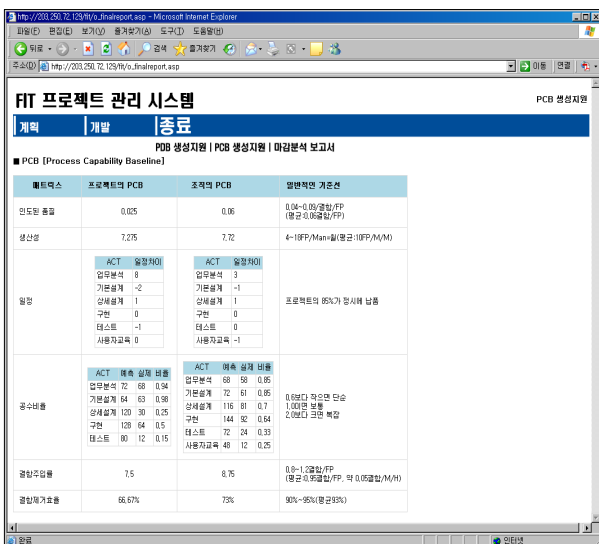 http://203,250,72,129/fit/o_finalreport,asp - Microsoft Internet Explorer
파일(F) 편집(E) 보기(V) 즐겨찾기(A) 도구(T) 도움말(H)
뒤로 검색 즐겨찾기
주소(D) http://203,250,72,129/fit/o_finalreport,asp 이동 연결
FIT 프로젝트 관리 시스템 PCB 생성지원
계획 개발 종료
PDB 생성지원 | PCB 생성지원 | 마감분석 보고서
■ PCB [Process Capability Baseline]
매트릭스 프로젝트의 PCB 조직의 PCB 일반적인 기준선
인도된 품질 0,025 0,06 0,04~0,09/결함/FP
(평균:0,06결함/FP)
생산성 7,275 7,72 4~18FP/Man=월(평균:10FP/M/M)
일정
ACT 일정차이
업무분석 8
기본설계 -2
상세설계 1
구현 0
테스트 -1
사용자교육 0
ACT 일정차이
업무분석 3
기본설계 -1
상세설계 1
구현 0
테스트 0
사용자교육 -1
프로젝트의 85%가 정시에 납품
공수비율
ACT 예측 실제 비율
업무분석 72 68 0,94
기본설계 64 63 0,98
상세설계 120 30 0,25
구현 128 64 0,5
테스트 80 12 0,15
ACT 예측 실제 비율
업무분석 68 58 0,85
기본설계 72 61 0,85
상세설계 116 81 0,7
구현 144 92 0,64
테스트 72 24 0,33
사용자교육 48 12 0,25
0,6보다 작으면 단순
1,0이면 보통
2,0보다 크면 복잡
결함주입률 7,5 8,75 0,8~1,2결함/FP
(평균:0,95결함/FP, 약 0,05결함/M/H)
결함제거효율 66,67% 73% 90%~95%(평균93%)
완료 인터넷